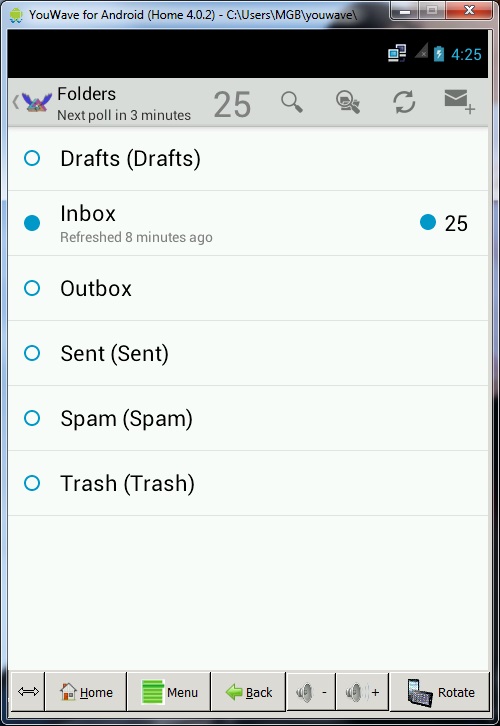 YouWave for Android (Home 4.0.2) - C:\Users\MGB\youwave\
4:25
Folders
Next poll in 3 minutes
25
Drafts (Drafts)
Inbox
Refreshed 8 minutes ago
25
Outbox
Sent (Sent)
Spam (Spam)
Trash (Trash)
Home
Menu
Back
-
+
Rotate